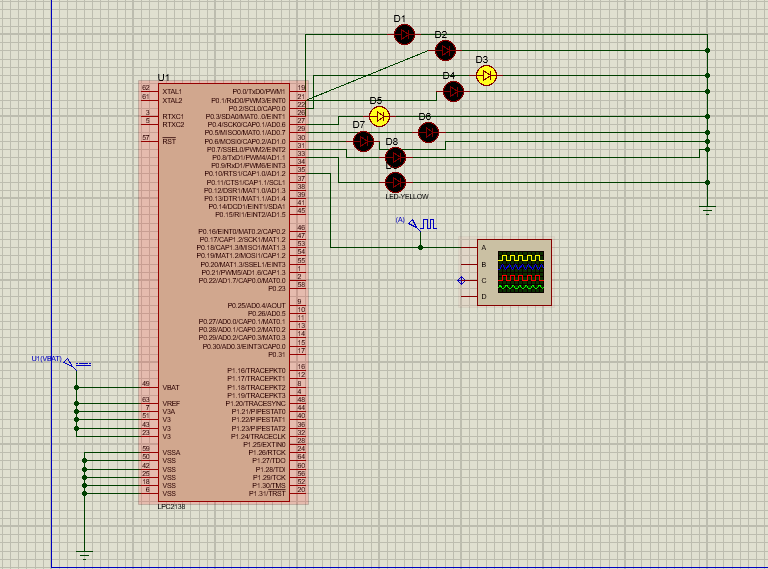 D1
D2
D3
D4
D5
D6
D7
D8
LED-YELLOW
U1
62 XTAL1
61 XTAL2
3 RTXC1
5 RTXC2
57 RST
P0.0/TxD0/PWM1 19
P0.1/RxD0/PWM3/EINT0 21
P0.2/SCL0/CAP0.0 22
P0.3/SDA0/MAT0.0/EINT1 26
P0.4/SCK0/CAP0.1/AD0.6 27
P0.5/MISO0/MAT0.1/AD0.7 29
P0.6/MOSI0/CAP0.2/AD1.0 30
P0.7/SSEL0/PWM2/EINT2 31
P0.8/TxD1/PWM4/AD1.1 33
P0.9/RxD1/PWM6/EINT3 34
P0.10/RTS1/CAP1.0/AD1.2 35
P0.11/CTS1/CAP1.1/SCL1 37
P0.12/DSR1/MAT1.0/AD1.3 38
P0.13/DTR1/MAT1.1/AD1.4 39
P0.14/DCD1/EINT1/SDA1 41
P0.15/RI1/EINT2/AD1.5 45
P0.16/EINT0/MAT0.2/CAP0.2 46
P0.17/CAP1.2/SCK1/MAT1.2 47
P0.18/CAP1.3/MISO1/MAT1.3 53
P0.19/MAT1.2/MOSI1/CAP1.2 54
P0.20/MAT1.3/SSEL1/EINT3 55
P0.21/PWM5/AD1.6/CAP1.3 1
P0.22/AD1.7/CAP0.0/MAT0.0 2
P0.23 58
P0.25/AD0.4/AOUT 9
P0.26/AD0.5 10
P0.27/AD0.0/CAP0.1/MAT0.1 11
P0.28/AD0.1/CAP0.2/MAT0.2 13
P0.29/AD0.2/CAP0.3/MAT0.3 14
P0.30/AD0.3/EINT3/CAP0.0 15
P0.31 17
P1.16/TRACEPKT0 16
P1.17/TRACEPKT1 12
P1.18/TRACEPKT2 8
P1.19/TRACEPKT3 4
P1.20/TRACESYNC 48
P1.21/PIPESTAT0 44
P1.22/PIPESTAT1 40
P1.23/PIPESTAT2 36
P1.24/TRACECLK 32
P1.25/EXTIN0 28
P1.26/RTCK 24
P1.27/TDO 64
P1.28/TDI 60
P1.29/TCK 56
P1.30/TMS 52
P1.31/TRST 20
49 VBAT
63 VREF
7 V3A
51 V3
43 V3
23 V3
59 VSSA
50 VSS
42 VSS
25 VSS
18 VSS
6 VSS
LPC2138
U1(VBAT)
(A)
A
B
C
D